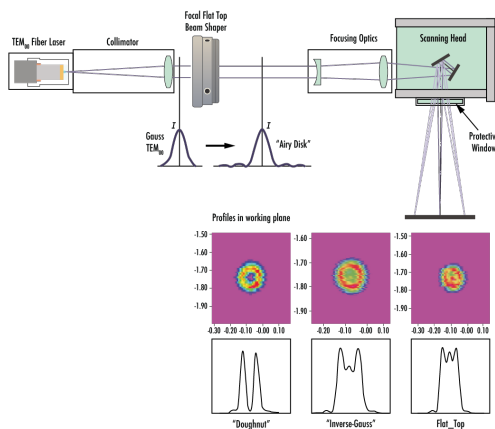 Focal Flat Top
Beam Shaper
TEM00 Fiber Laser
Collimator
Focusing Optics
Scanning Head
I
I
Gauss
TEM00
"Airy Disk"
Protective
Window
Profiles in working plane
-1.50
-1.60
-1.70
-1.80
-1.90
-0.30 -0.20 -0.10 -0.00 0.10
-1.60
-1.70
-1.80
-1.90
-0.20 -0.10 -0.00 0.10
-1.50
-1.60
-1.70
-1.80
-1.90
-0.30 -0.20 -0.10 -0.00 0.10
"Doughnut"
"Inverse-Gauss"
Flat_Top